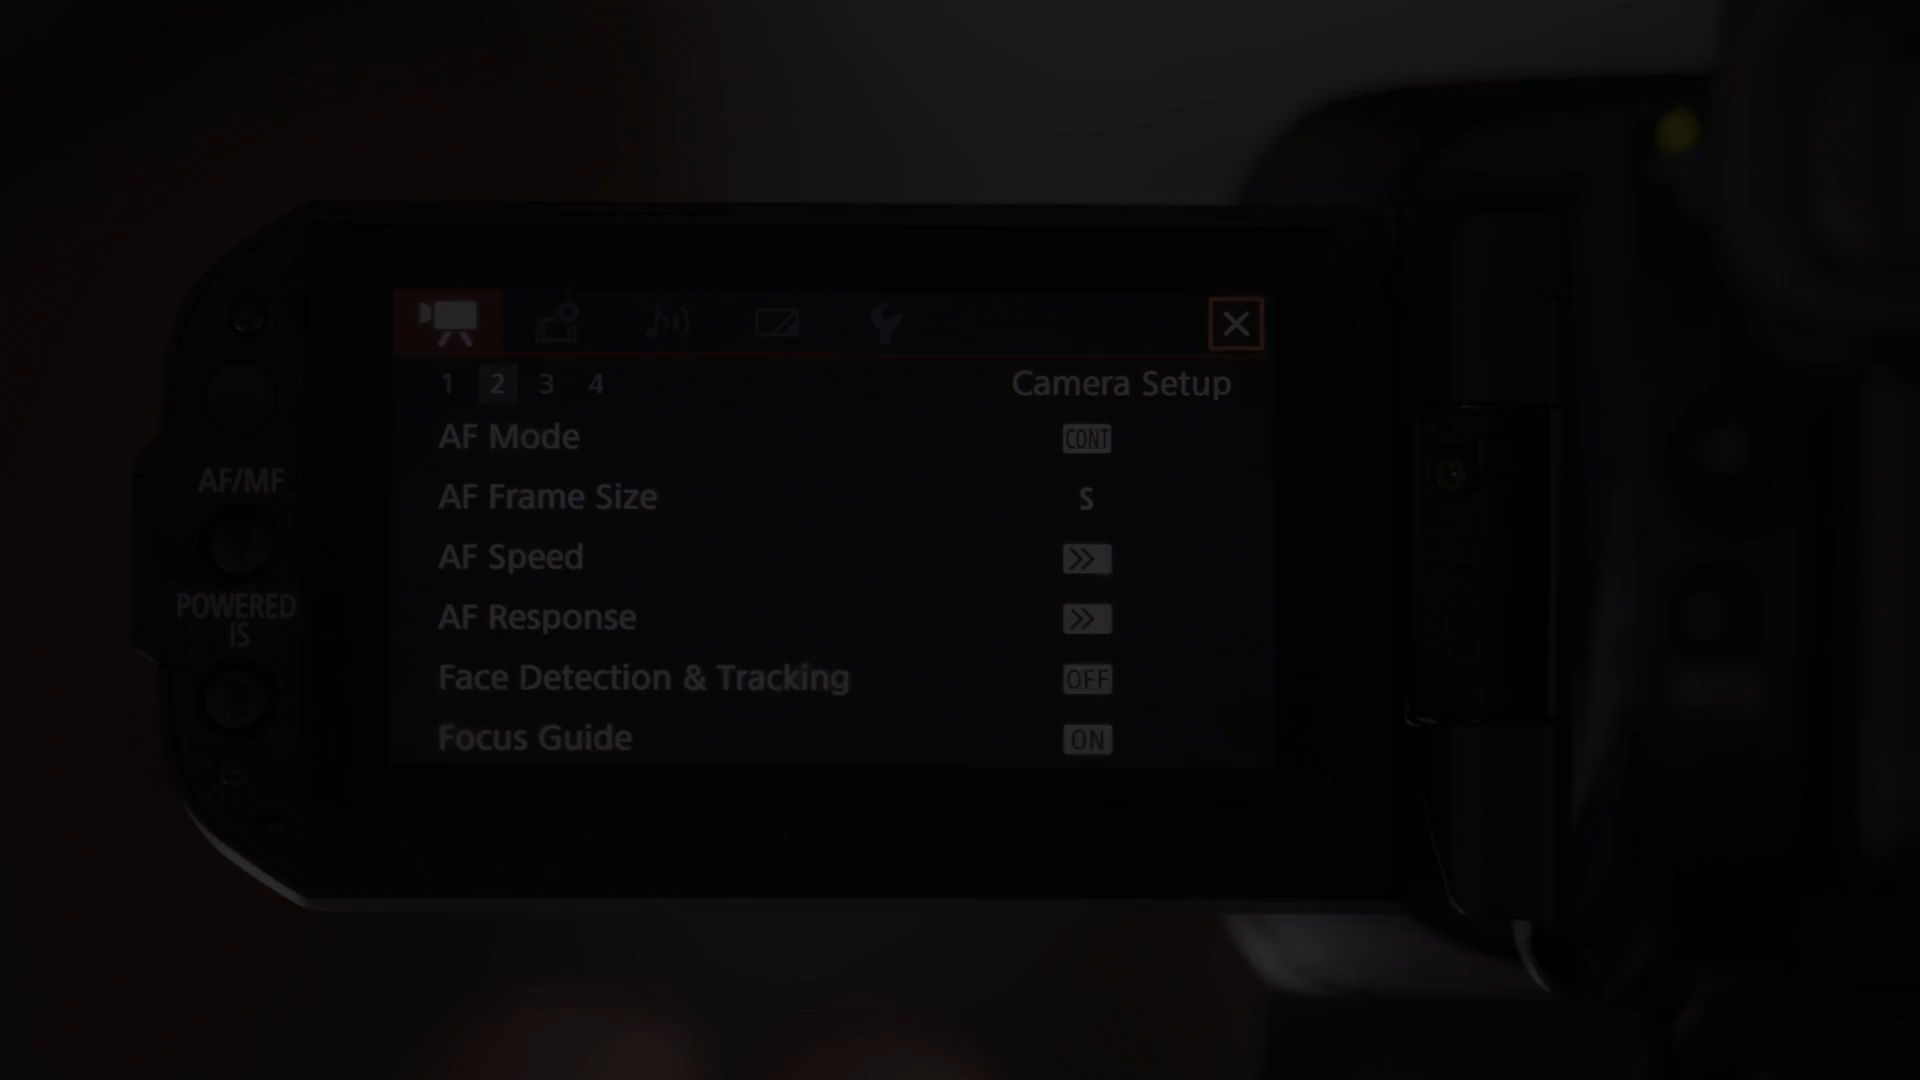 1 2 3 4 Camera Setup
AF Mode CONT
AF Frame Size S
AF Speed
AF Response
Face Detection & Tracking OFF
Focus Guide ON
AF/MF
POWERED
IS